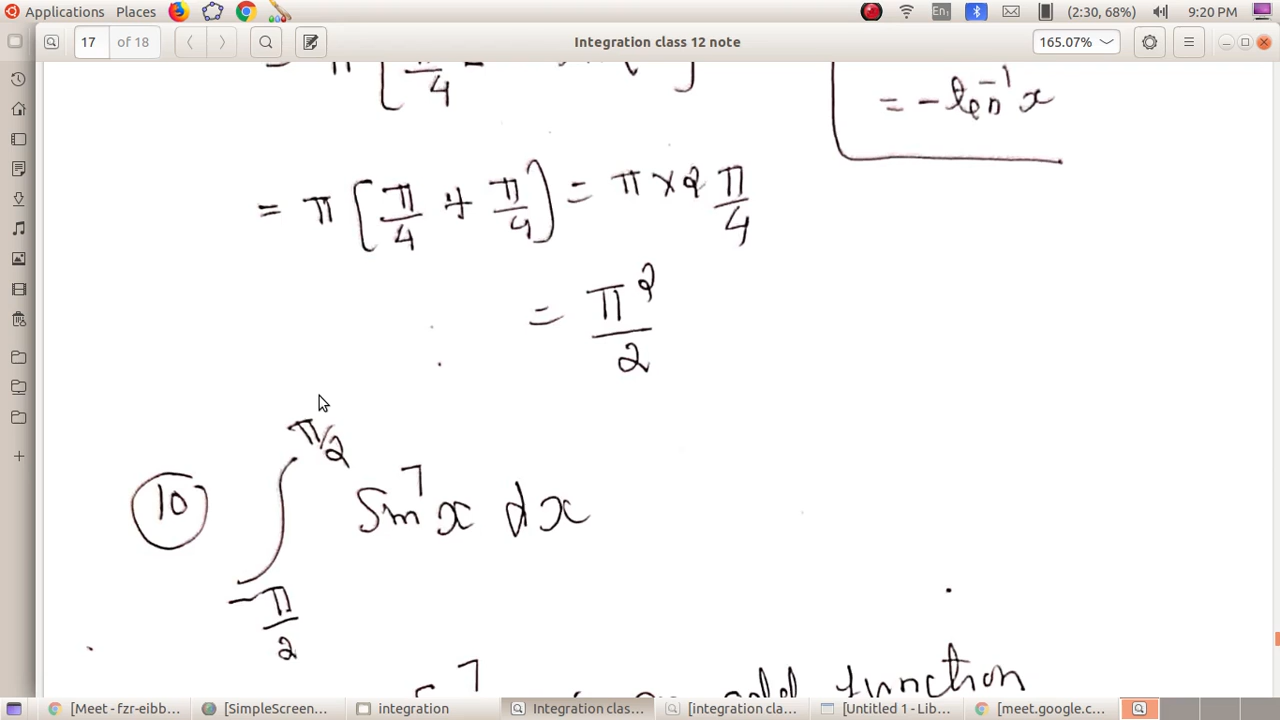 Applications Places En₁ (2:30, 68%) 9:20 PM
17 of 18 Integration class 12 note 165.07%
= -tan⁻¹x
= π[π/4 + π/4] = π × 2 π/4
= π²/2
⑩ ∫_{-π/2}^{π/2} Sin⁷x dx
odd function
[Meet - fzr-eibb... [SimpleScreen... integration Integration clas... [integration cla... [Untitled 1 - Lib... [meet.google.c...